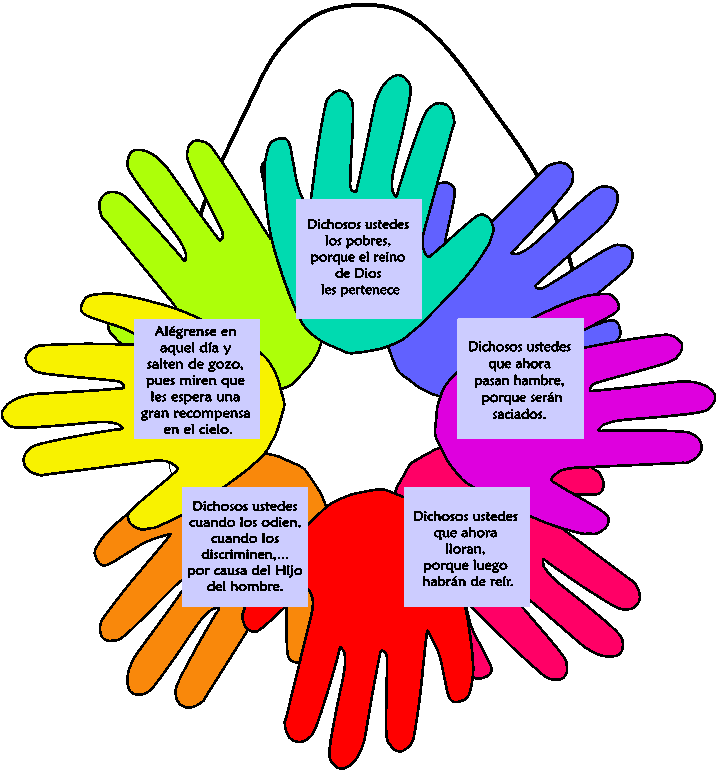 Dichosos ustedes
los pobres,
porque el reino
de Dios
les pertenece
Dichosos ustedes
que ahora
pasan hambre,
porque serán
saciados.
Dichosos ustedes
que ahora
lloran,
porque luego
habrán de reír.
Dichosos ustedes
cuando los odien,
cuando los
discriminen,...
por causa del Hijo
del hombre.
Alégrense en
aquel día y
salten de gozo,
pues miren que
les espera una
gran recompensa
en el cielo.